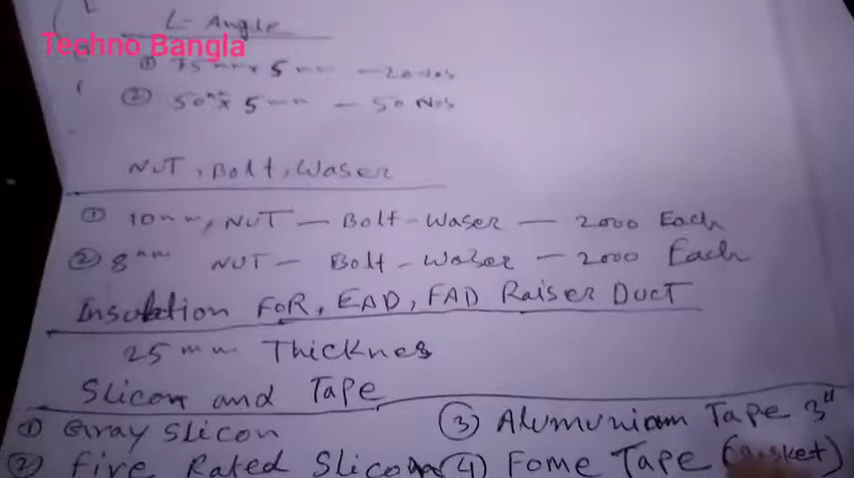 L-Angle
Techno Bangla
① 75mm x 5mm - 20 Nos
② 50mm x 5mm - 50 Nos
NUT, Bolt, Waser
① 10mm, NUT - Bolt - Waser - 2000 Each
② 8mm NUT - Bolt - Waser - 2000 Each
Insulation FOR, EAD, FAD Raiser Duct
25mm Thicknes
Slicon and Tape
① Gray Slicon
③ Alumunium Tape 3"
② Fire Rated Slicon
④ Fome Tape (Gasket)